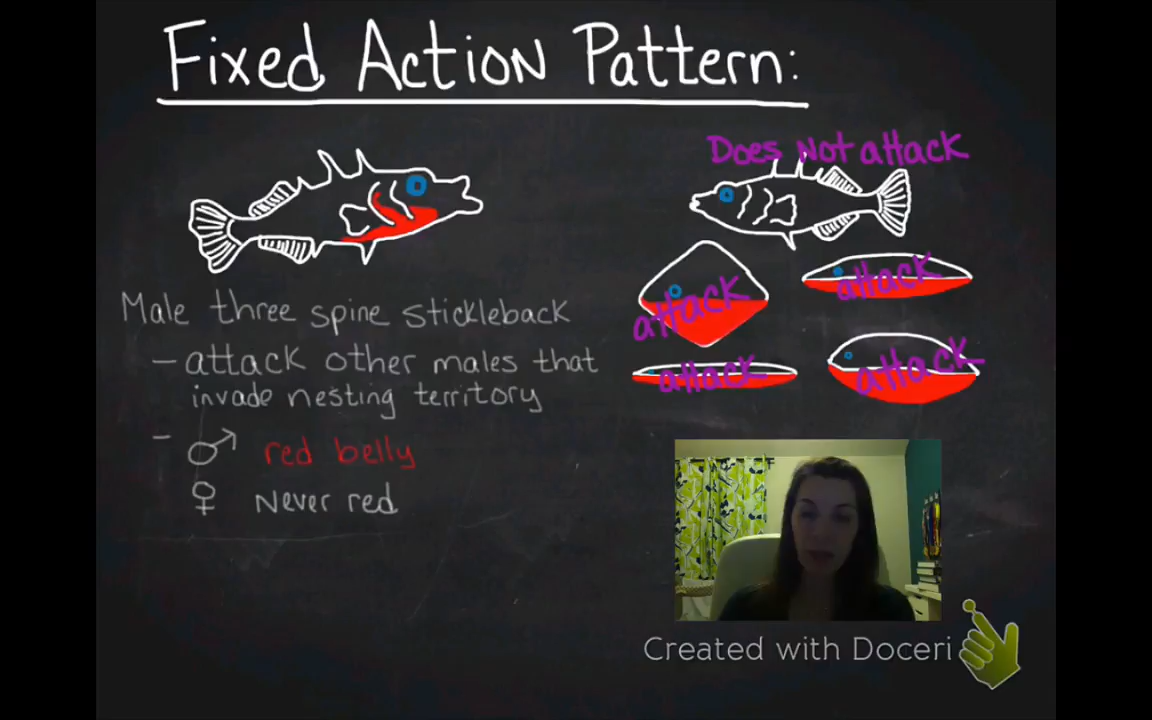 Fixed Action Pattern:
Does Not attack
attack
attack
attack
attack
Male three spine stickleback
- attack other males that
invade nesting territory
- ♂ red belly
♀ Never red
Created with Doceri